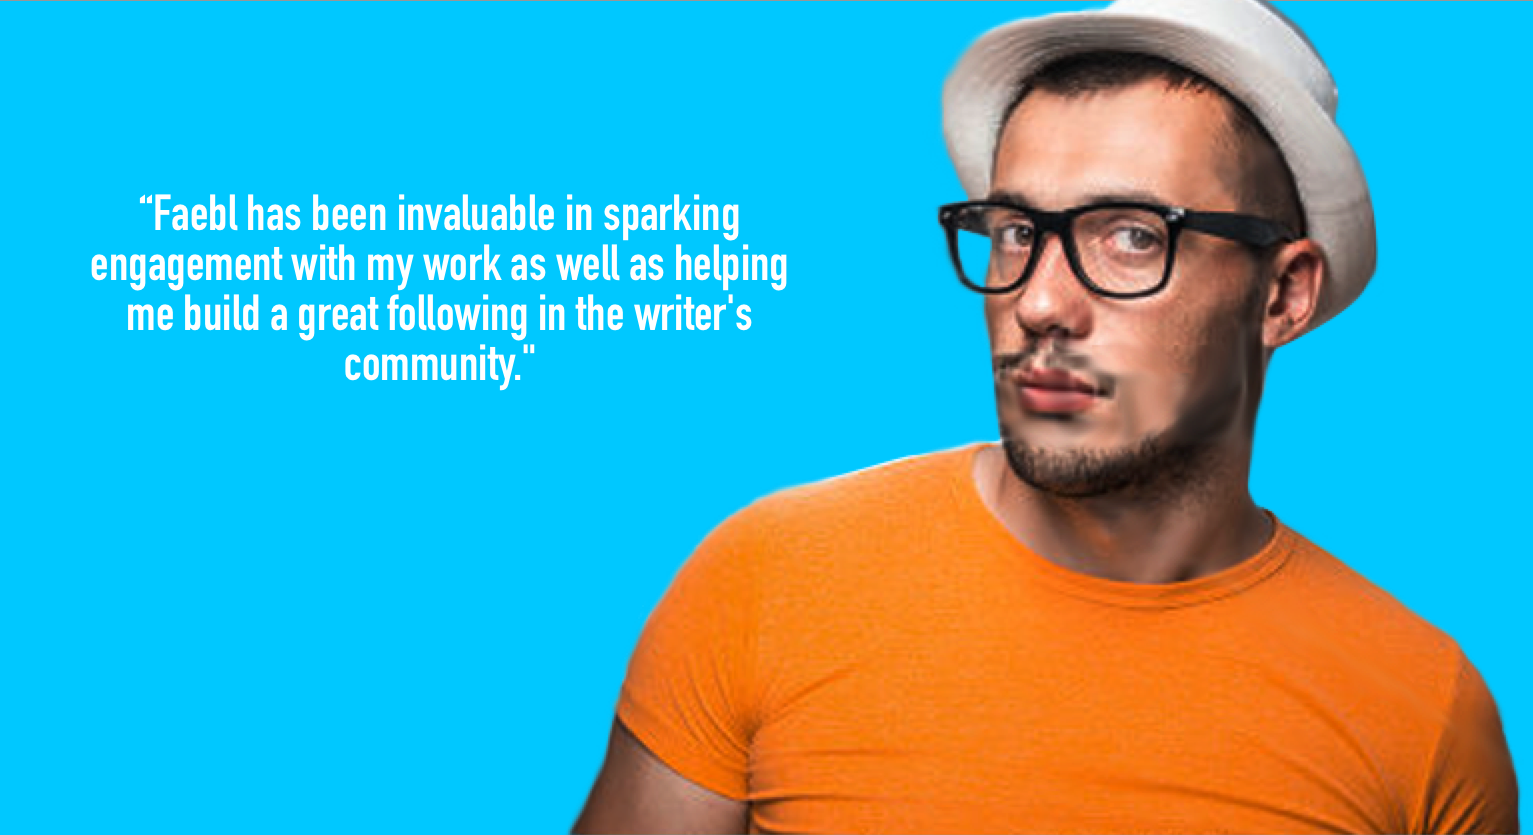 “Faebl has been invaluable in sparking
engagement with my work as well as helping
me build a great following in the writer's
community."